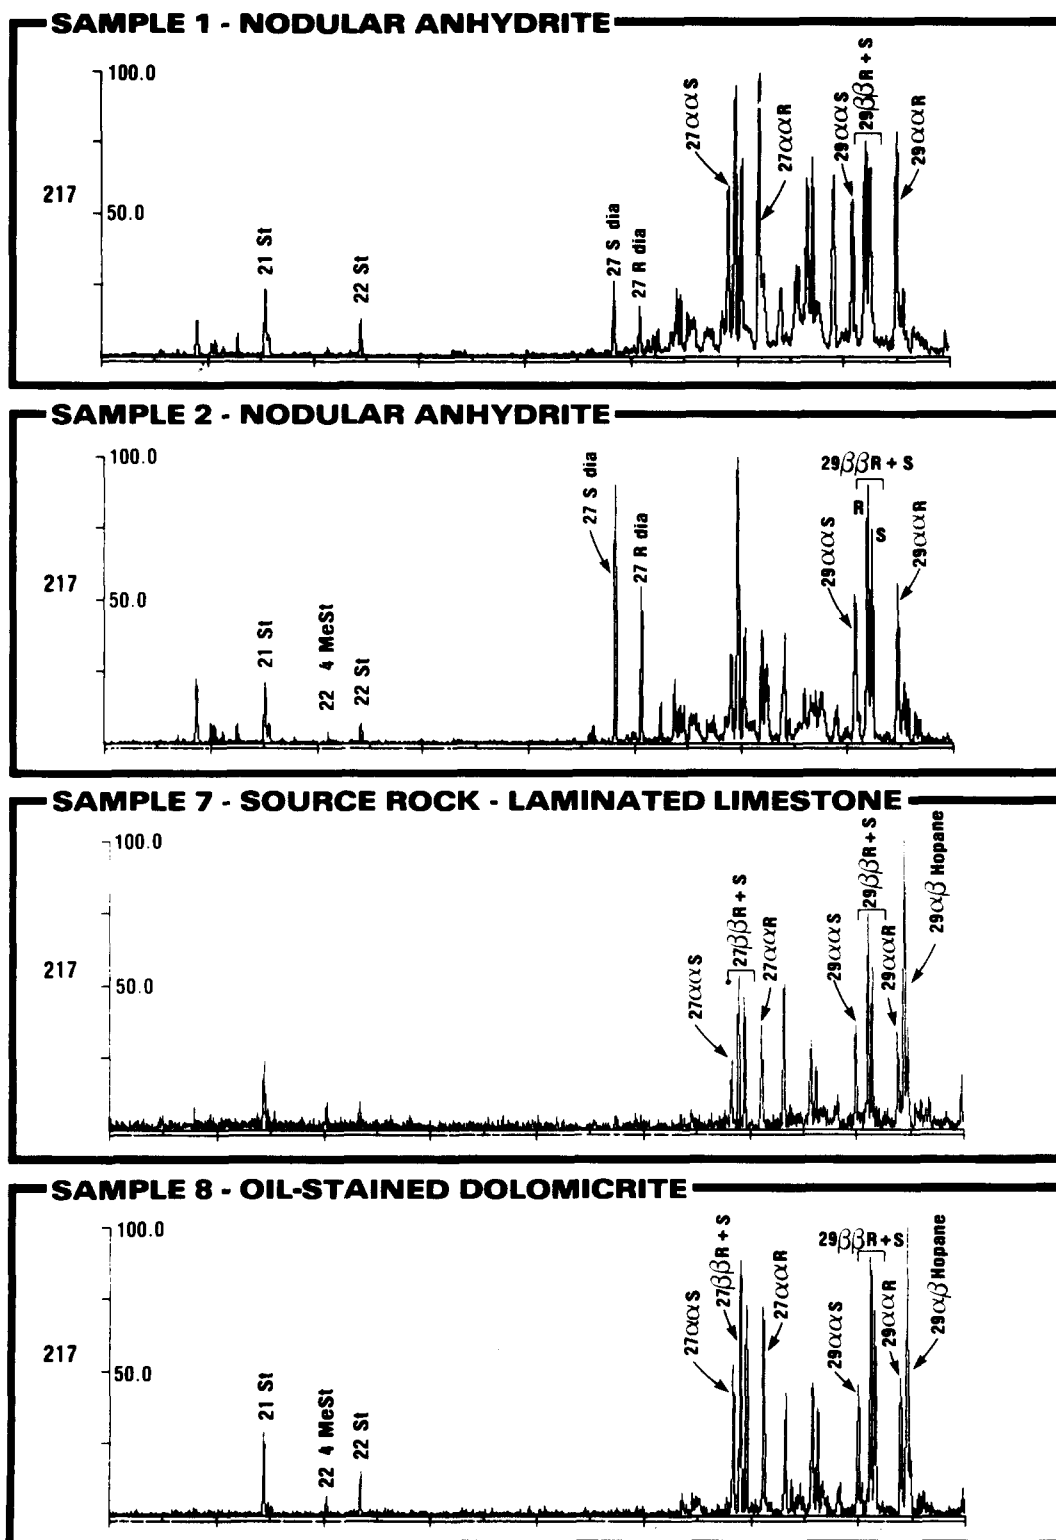 SAMPLE 1 - NODULAR ANHYDRITE
100.0
50.0
217
21 St
22 St
27 S dia
27 R dia
27ααS
27ααR
29ααS
29ββR + S
29ααR
SAMPLE 2 - NODULAR ANHYDRITE
100.0
50.0
217
21 St
22 4 MeSt
22 St
27 S dia
27 R dia
29ααS
29ββR + S
R
S
29ααR
SAMPLE 7 - SOURCE ROCK - LAMINATED LIMESTONE
100.0
50.0
217
27ααS
27ββR + S
27ααR
29ααS
29ββR + S
29ααR
29αβ Hopane
SAMPLE 8 - OIL-STAINED DOLOMICRITE
100.0
50.0
217
21 St
22 4 MeSt
22 St
27ααS
27ββR + S
27ααR
29ααS
29ββR + S
29ααR
29αβ Hopane